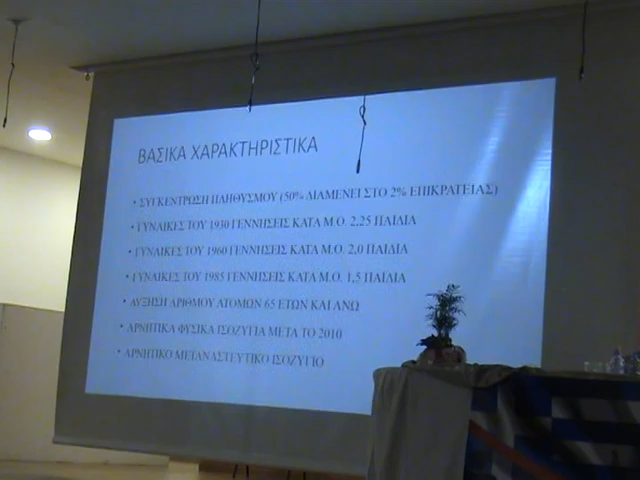 ΒΑΣΙΚΑ ΧΑΡΑΚΤΗΡΙΣΤΙΚΑ
• ΣΥΓΚΕΝΤΡΩΣΗ ΠΛΗΘΥΣΜΟΥ (50% ΔΙΑΜΕΝΕΙ ΣΤΟ 2% ΕΠΙΚΡΑΤΕΙΑΣ)
• ΓΥΝΑΙΚΕΣ ΤΟΥ 1930 ΓΕΝΝΗΣΕΙΣ ΚΑΤΑ Μ.Ο. 2,25 ΠΑΙΔΙΑ
• ΓΥΝΑΙΚΕΣ ΤΟΥ 1960 ΓΕΝΝΗΣΕΙΣ ΚΑΤΑ Μ.Ο. 2,0 ΠΑΙΔΙΑ
• ΓΥΝΑΙΚΕΣ ΤΟΥ 1985 ΓΕΝΝΗΣΕΙΣ ΚΑΤΑ Μ.Ο. 1,5 ΠΑΙΔΙΑ
• ΑΥΞΗΣΗ ΑΡΙΘΜΟΥ ΑΤΟΜΩΝ 65 ΕΤΩΝ ΚΑΙ ΑΝΩ
• ΑΡΝΗΤΙΚΑ ΦΥΣΙΚΑ ΙΣΟΖΥΓΙΑ ΜΕΤΑ ΤΟ 2010
• ΑΡΝΗΤΙΚΟ ΜΕΤΑΝΑΣΤΕΥΤΙΚΟ ΙΣΟΖΥΓΙΟ